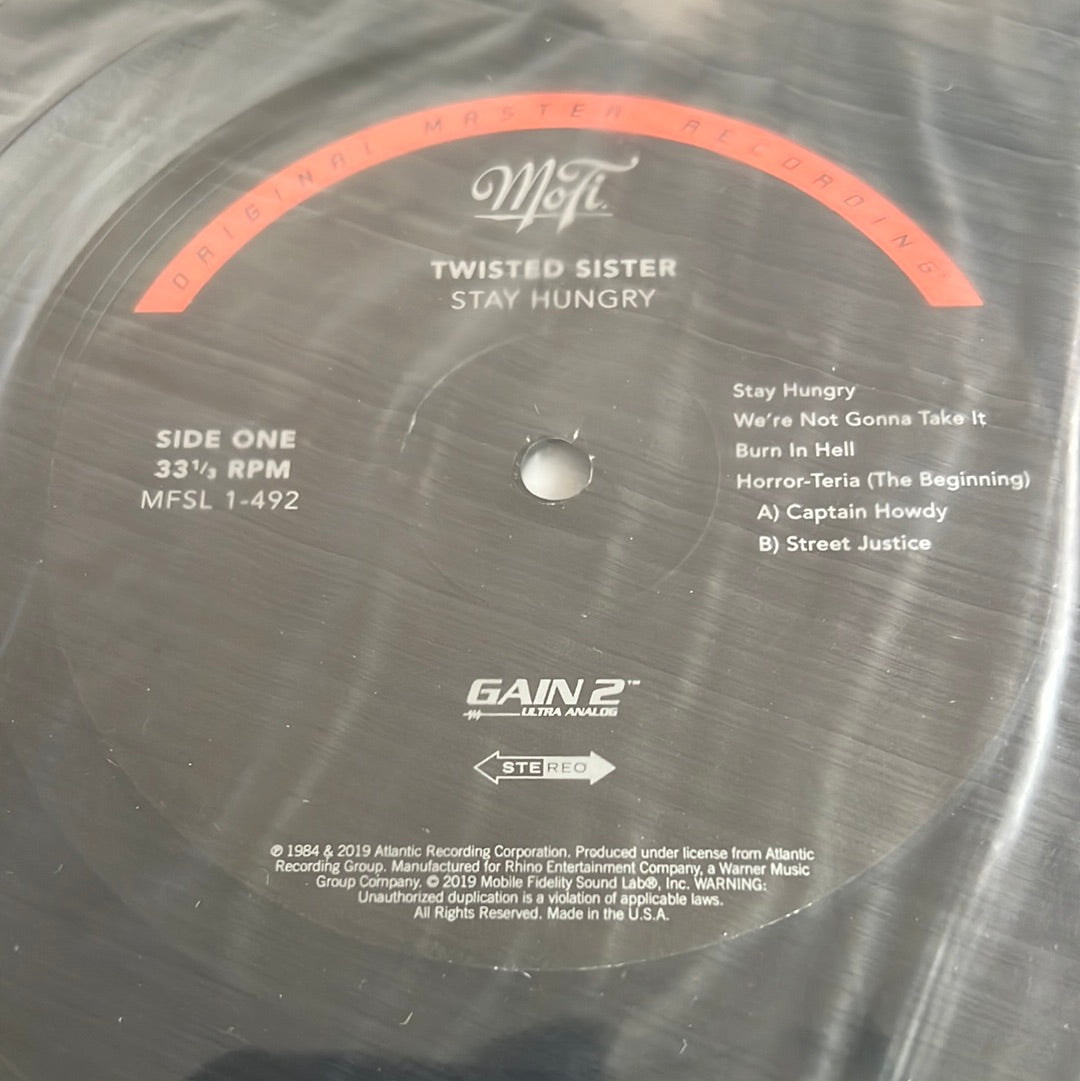 ORIGINAL MASTER RECORDING™
MoFi.
TWISTED SISTER
STAY HUNGRY
SIDE ONE
33 1/3 RPM
MFSL 1-492
Stay Hungry
We're Not Gonna Take It
Burn In Hell
Horror-Teria (The Beginning)
A) Captain Howdy
B) Street Justice
GAIN 2™
ULTRA ANALOG
STEREO
℗ 1984 & 2019 Atlantic Recording Corporation. Produced under license from Atlantic
Recording Group. Manufactured for Rhino Entertainment Company, a Warner Music
Group Company. © 2019 Mobile Fidelity Sound Lab®, Inc. WARNING:
Unauthorized duplication is a violation of applicable laws.
All Rights Reserved. Made in the U.S.A.